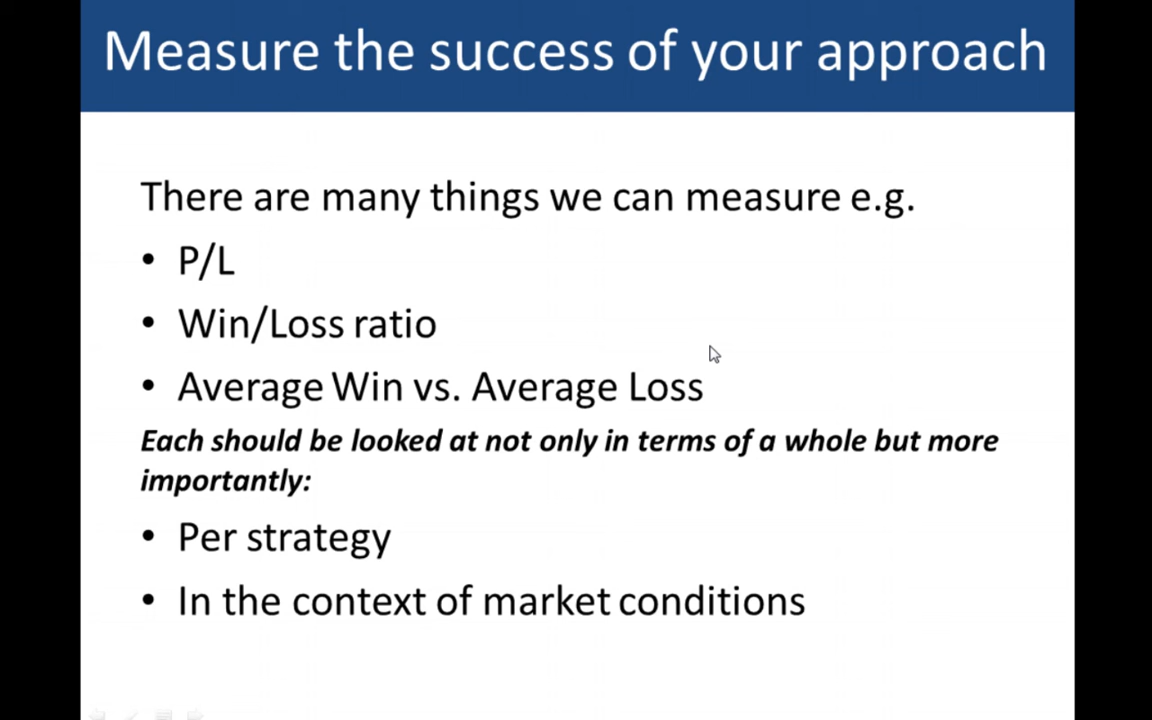 Measure the success of your approach
There are many things we can measure e.g.
• P/L
• Win/Loss ratio
• Average Win vs. Average Loss
Each should be looked at not only in terms of a whole but more
importantly:
• Per strategy
• In the context of market conditions